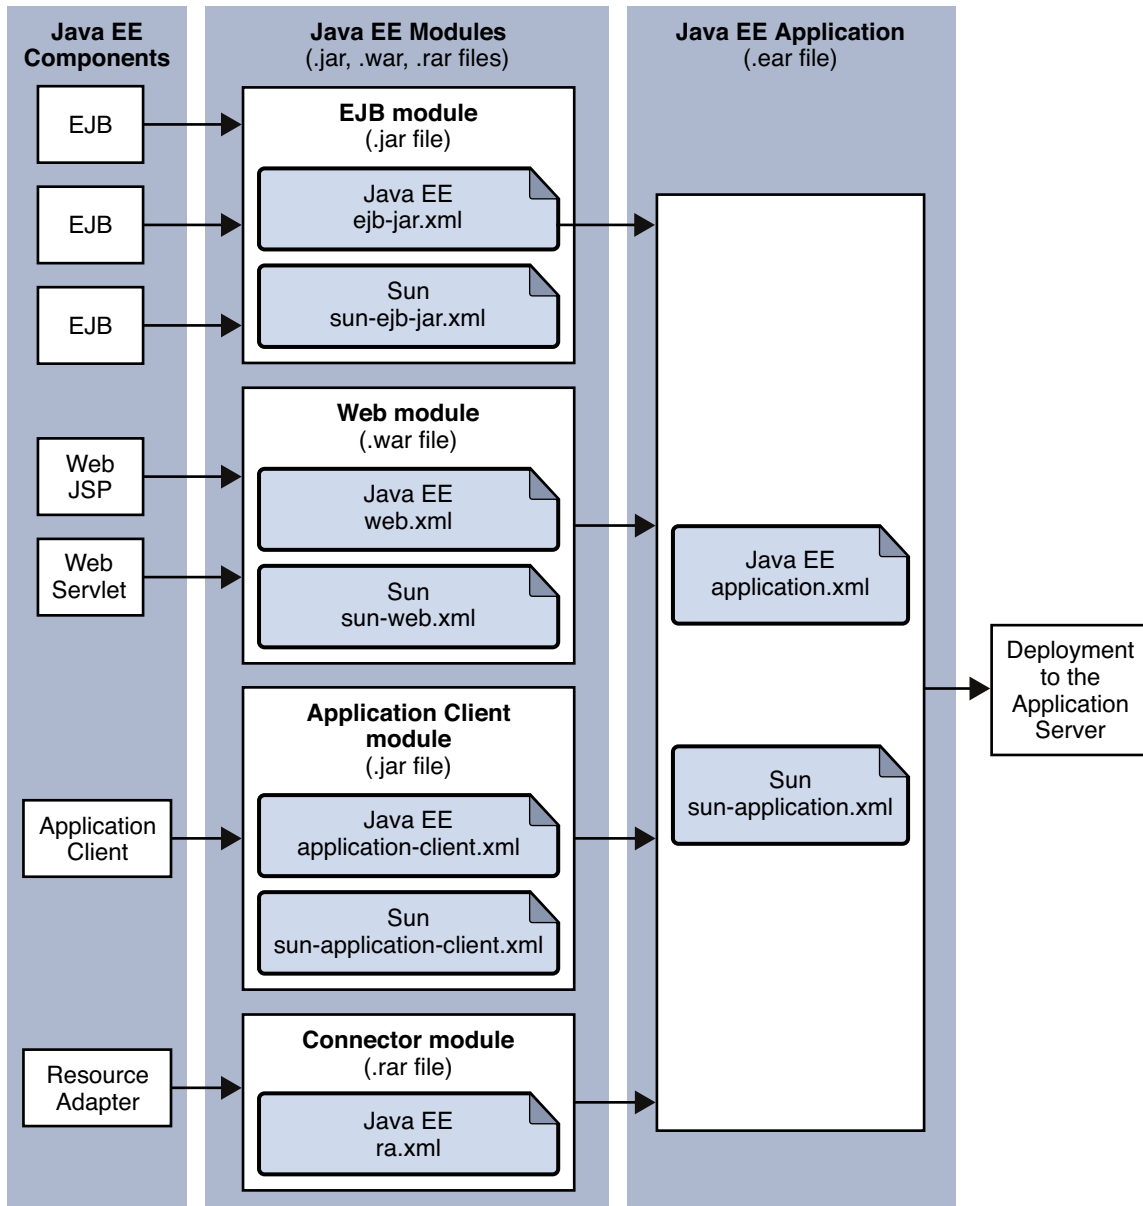 Java EE
Components
EJB
EJB
EJB
Web
JSP
Web
Servlet
Application
Client
Resource
Adapter
Java EE Modules
(.jar, .war, .rar files)
EJB module
(.jar file)
Java EE
ejb-jar.xml
Sun
sun-ejb-jar.xml
Web module
(.war file)
Java EE
web.xml
Sun
sun-web.xml
Application Client
module
(.jar file)
Java EE
application-client.xml
Sun
sun-application-client.xml
Connector module
(.rar file)
Java EE
ra.xml
Java EE Application
(.ear file)
Java EE
application.xml
Sun
sun-application.xml
Deployment
to the
Application
Server